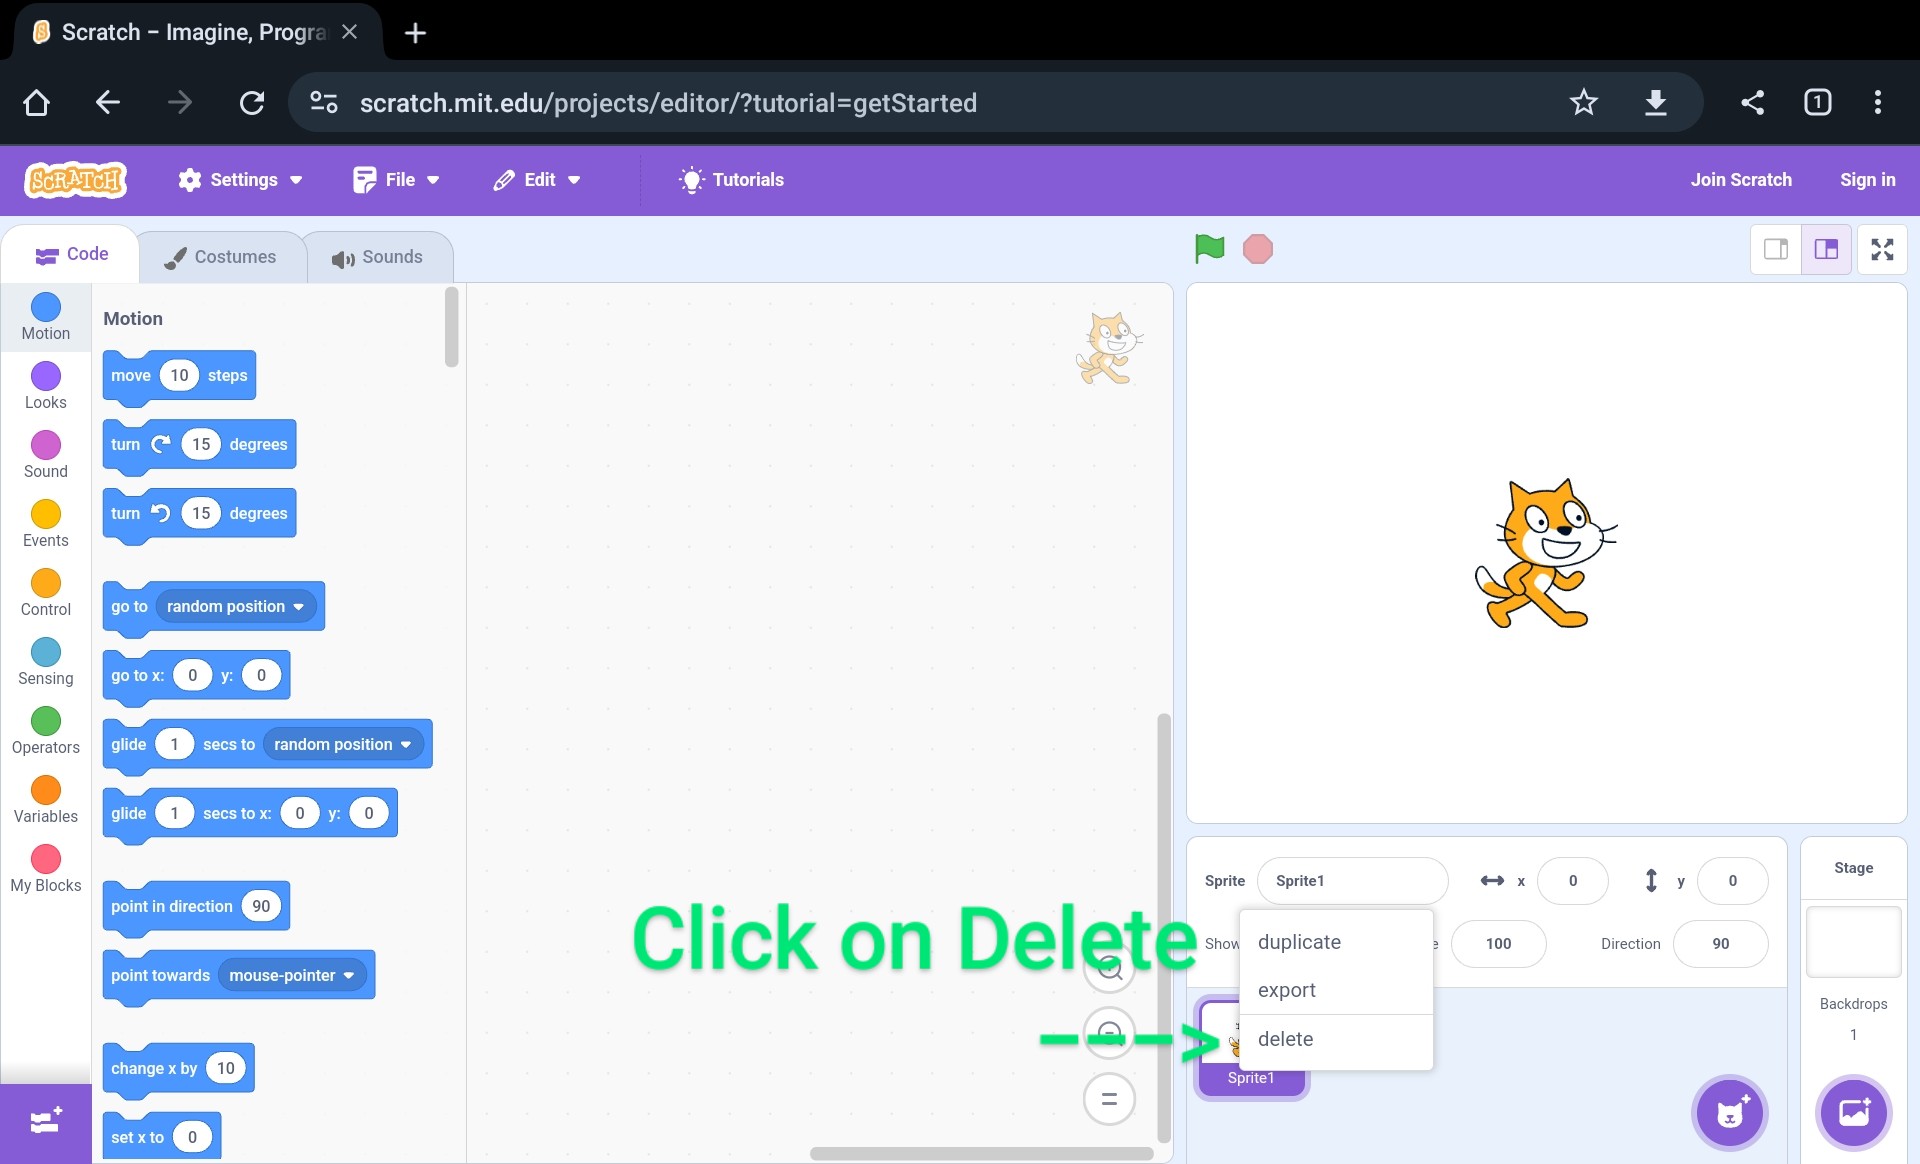 Scratch – Imagine, Progra
scratch.mit.edu/projects/editor/?tutorial=getStarted
1
SCRATCH
Settings
File
Edit
Tutorials
Join Scratch
Sign in
Code
Costumes
Sounds
Motion
Looks
Sound
Events
Control
Sensing
Operators
Variables
My Blocks
Motion
move 10 steps
turn 15 degrees
turn 15 degrees
go to random position
go to x: 0 y: 0
glide 1 secs to random position
glide 1 secs to x: 0 y: 0
point in direction 90
point towards mouse-pointer
change x by 10
set x to 0
Click on Delete
---->
Sprite Sprite1 x 0 y 0
Show e 100 Direction 90
duplicate
export
delete
Sprite1
Stage
Backdrops
1